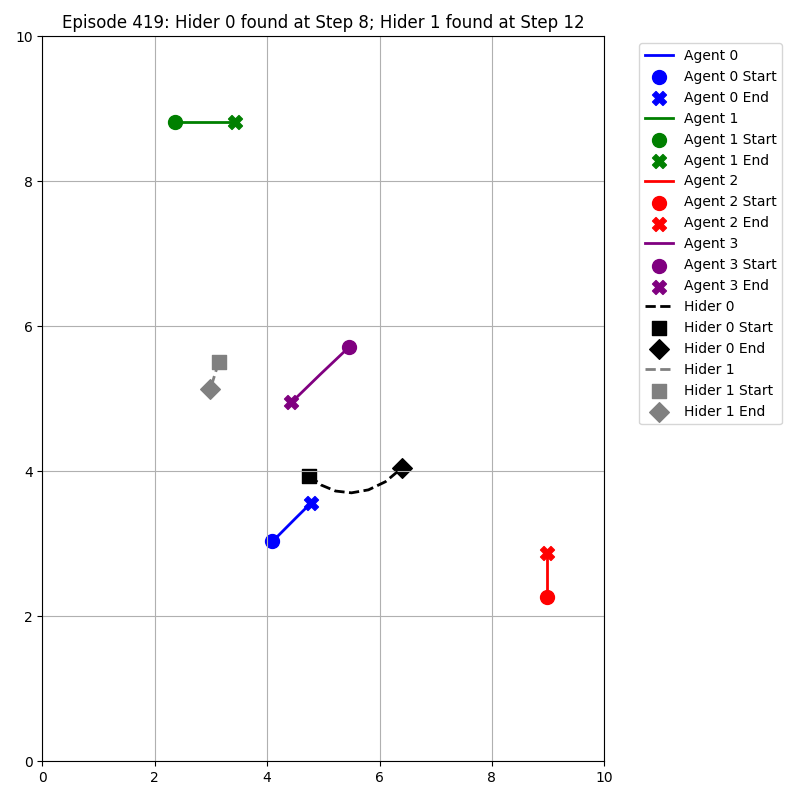 Episode 419: Hider 0 found at Step 8; Hider 1 found at Step 12
10
8
6
4
2
0
0 2 4 6 8 10
Agent 0
Agent 0 Start
Agent 0 End
Agent 1
Agent 1 Start
Agent 1 End
Agent 2
Agent 2 Start
Agent 2 End
Agent 3
Agent 3 Start
Agent 3 End
Hider 0
Hider 0 Start
Hider 0 End
Hider 1
Hider 1 Start
Hider 1 End